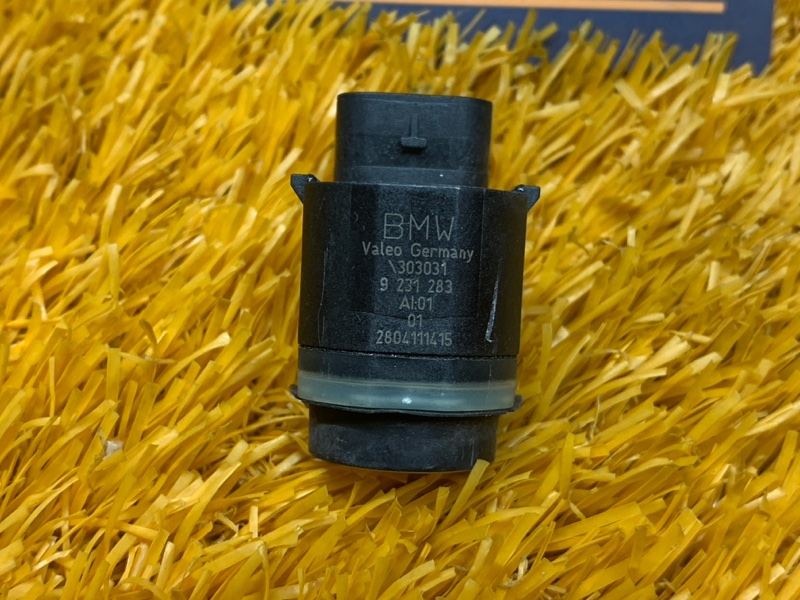 BMW
Valeo Germany
\303031
9 231 283
AI:01
01
2804111415